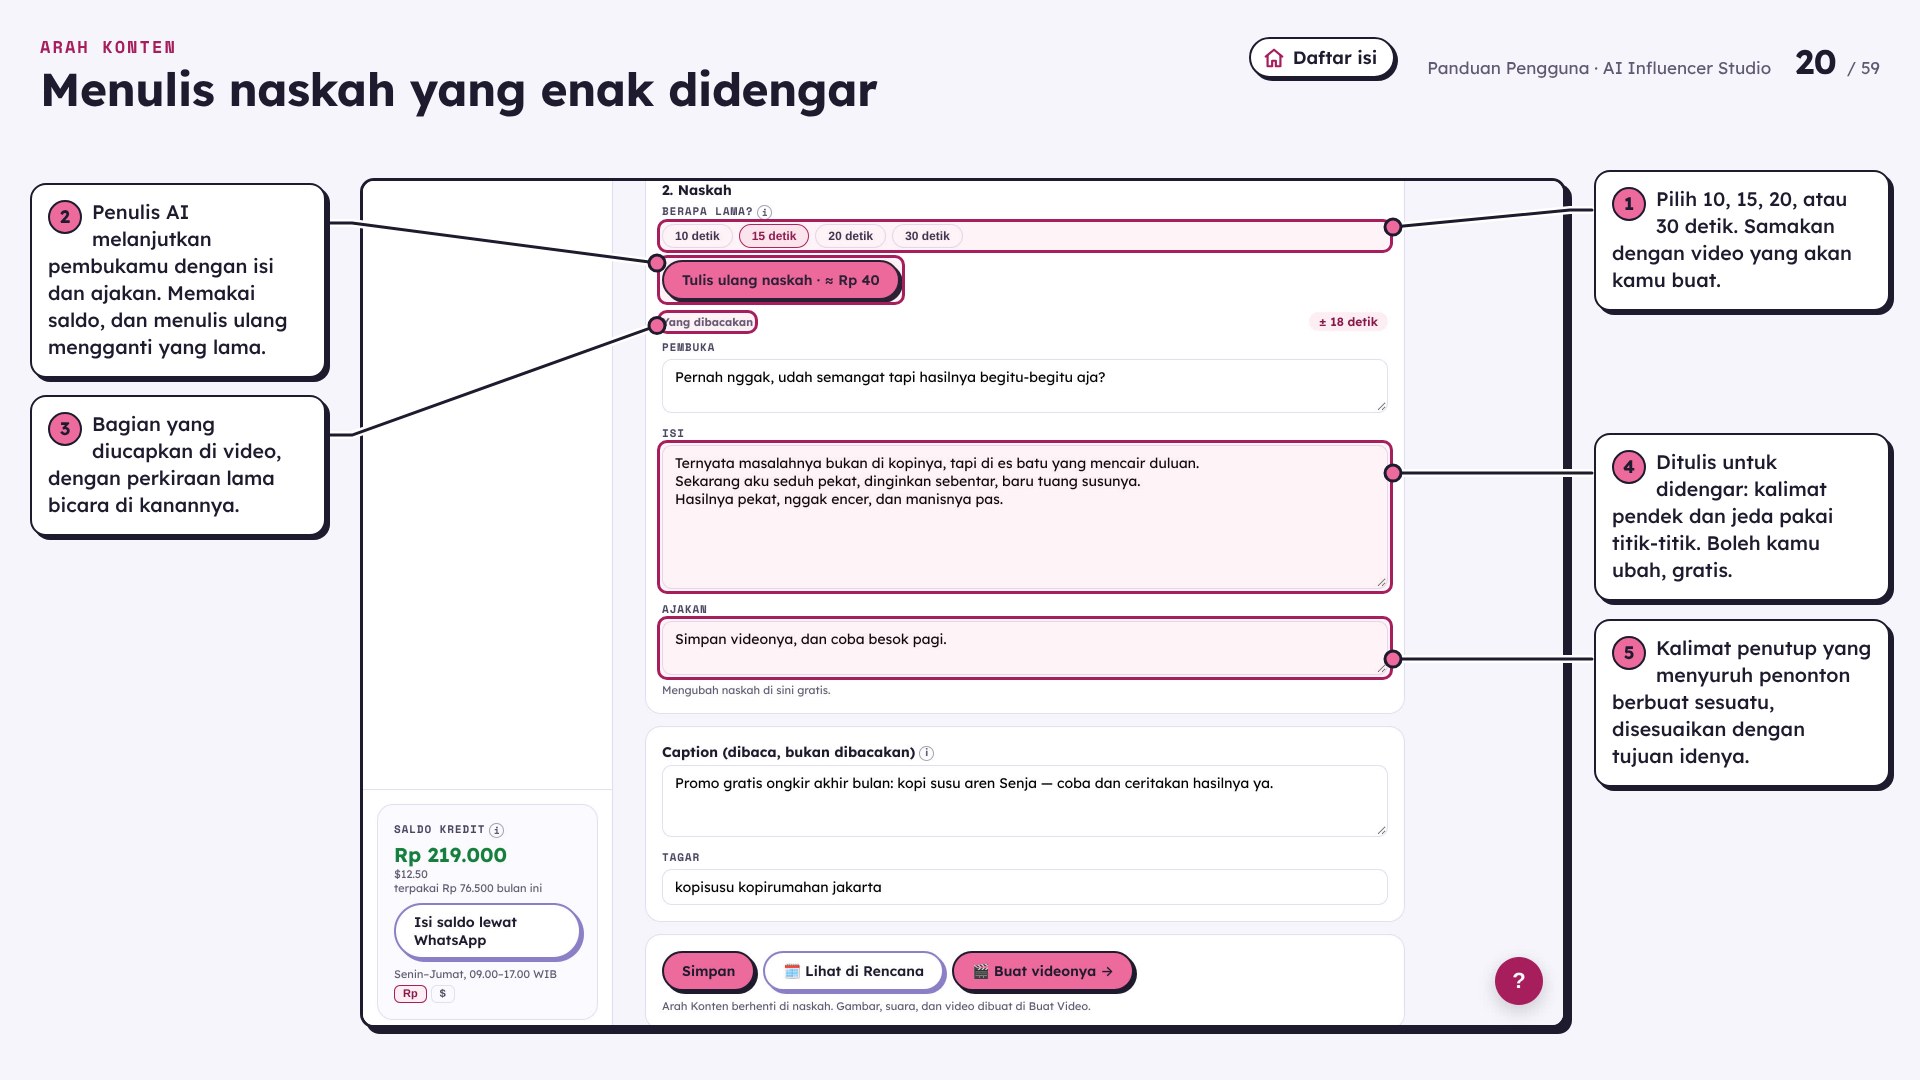 ARAH KONTEN
Menulis naskah yang enak didengar
Daftar isi
Panduan Pengguna · AI Influencer Studio
20 / 59
2
Penulis AI
melanjutkan
pembukamu dengan isi
dan ajakan. Memakai
saldo, dan menulis ulang
mengganti yang lama.
3
Bagian yang
diucapkan di video,
dengan perkiraan lama
bicara di kanannya.
2. Naskah
BERAPA LAMA? i
10 detik
15 detik
20 detik
30 detik
Tulis ulang naskah · ≈ Rp 40
Yang dibacakan
± 18 detik
PEMBUKA
Pernah nggak, udah semangat tapi hasilnya begitu-begitu aja?
ISI
Ternyata masalahnya bukan di kopinya, tapi di es batu yang mencair duluan.
Sekarang aku seduh pekat, dinginkan sebentar, baru tuang susunya.
Hasilnya pekat, nggak encer, dan manisnya pas.
AJAKAN
Simpan videonya, dan coba besok pagi.
Mengubah naskah di sini gratis.
Caption (dibaca, bukan dibacakan) i
Promo gratis ongkir akhir bulan: kopi susu aren Senja — coba dan ceritakan hasilnya ya.
TAGAR
kopisusu kopirumahan jakarta
Simpan
🗓️ Lihat di Rencana
🎬 Buat videonya →
Arah Konten berhenti di naskah. Gambar, suara, dan video dibuat di Buat Video.
SALDO KREDIT i
Rp 219.000
$12.50
terpakai Rp 76.500 bulan ini
Isi saldo lewat
WhatsApp
Senin–Jumat, 09.00–17.00 WIB
Rp
$
?
1
Pilih 10, 15, 20, atau
30 detik. Samakan
dengan video yang akan
kamu buat.
4
Ditulis untuk
didengar: kalimat
pendek dan jeda pakai
titik-titik. Boleh kamu
ubah, gratis.
5
Kalimat penutup yang
menyuruh penonton
berbuat sesuatu,
disesuaikan dengan
tujuan idenya.